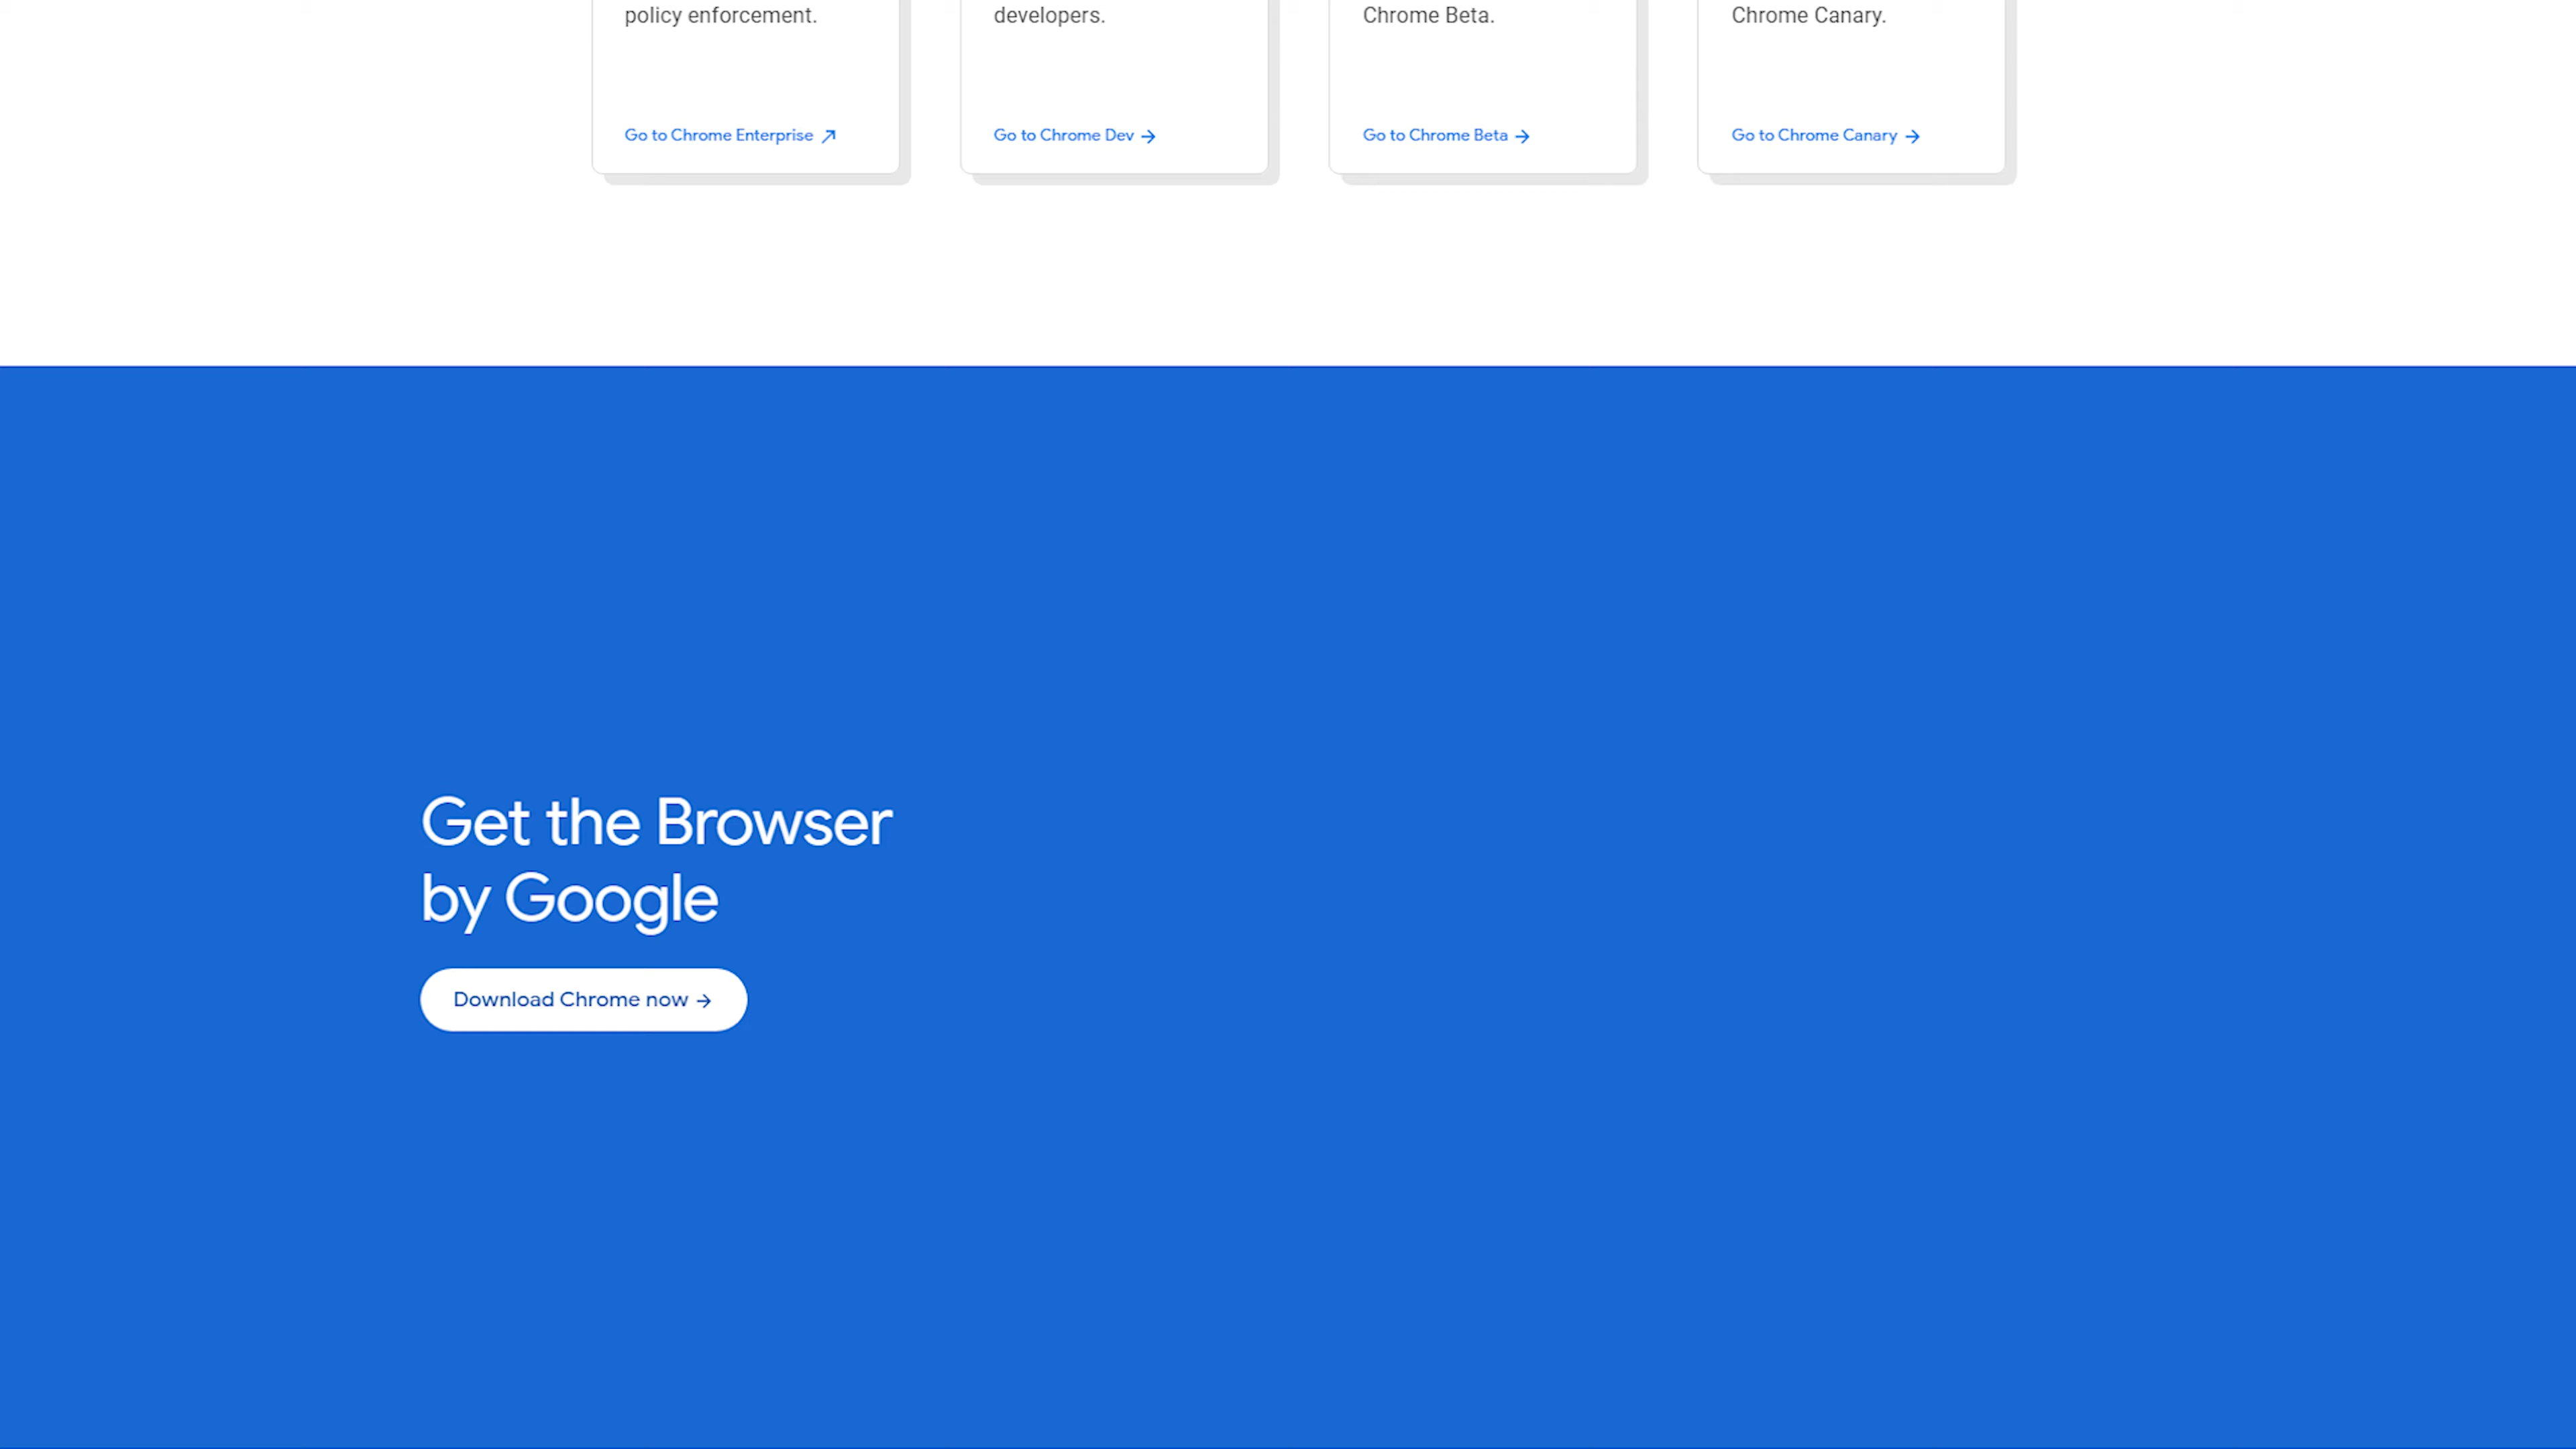 policy enforcement.
developers.
Chrome Beta.
Chrome Canary.
Go to Chrome Enterprise
Go to Chrome Dev
Go to Chrome Beta
Go to Chrome Canary
Get the Browser
by Google
Download Chrome now